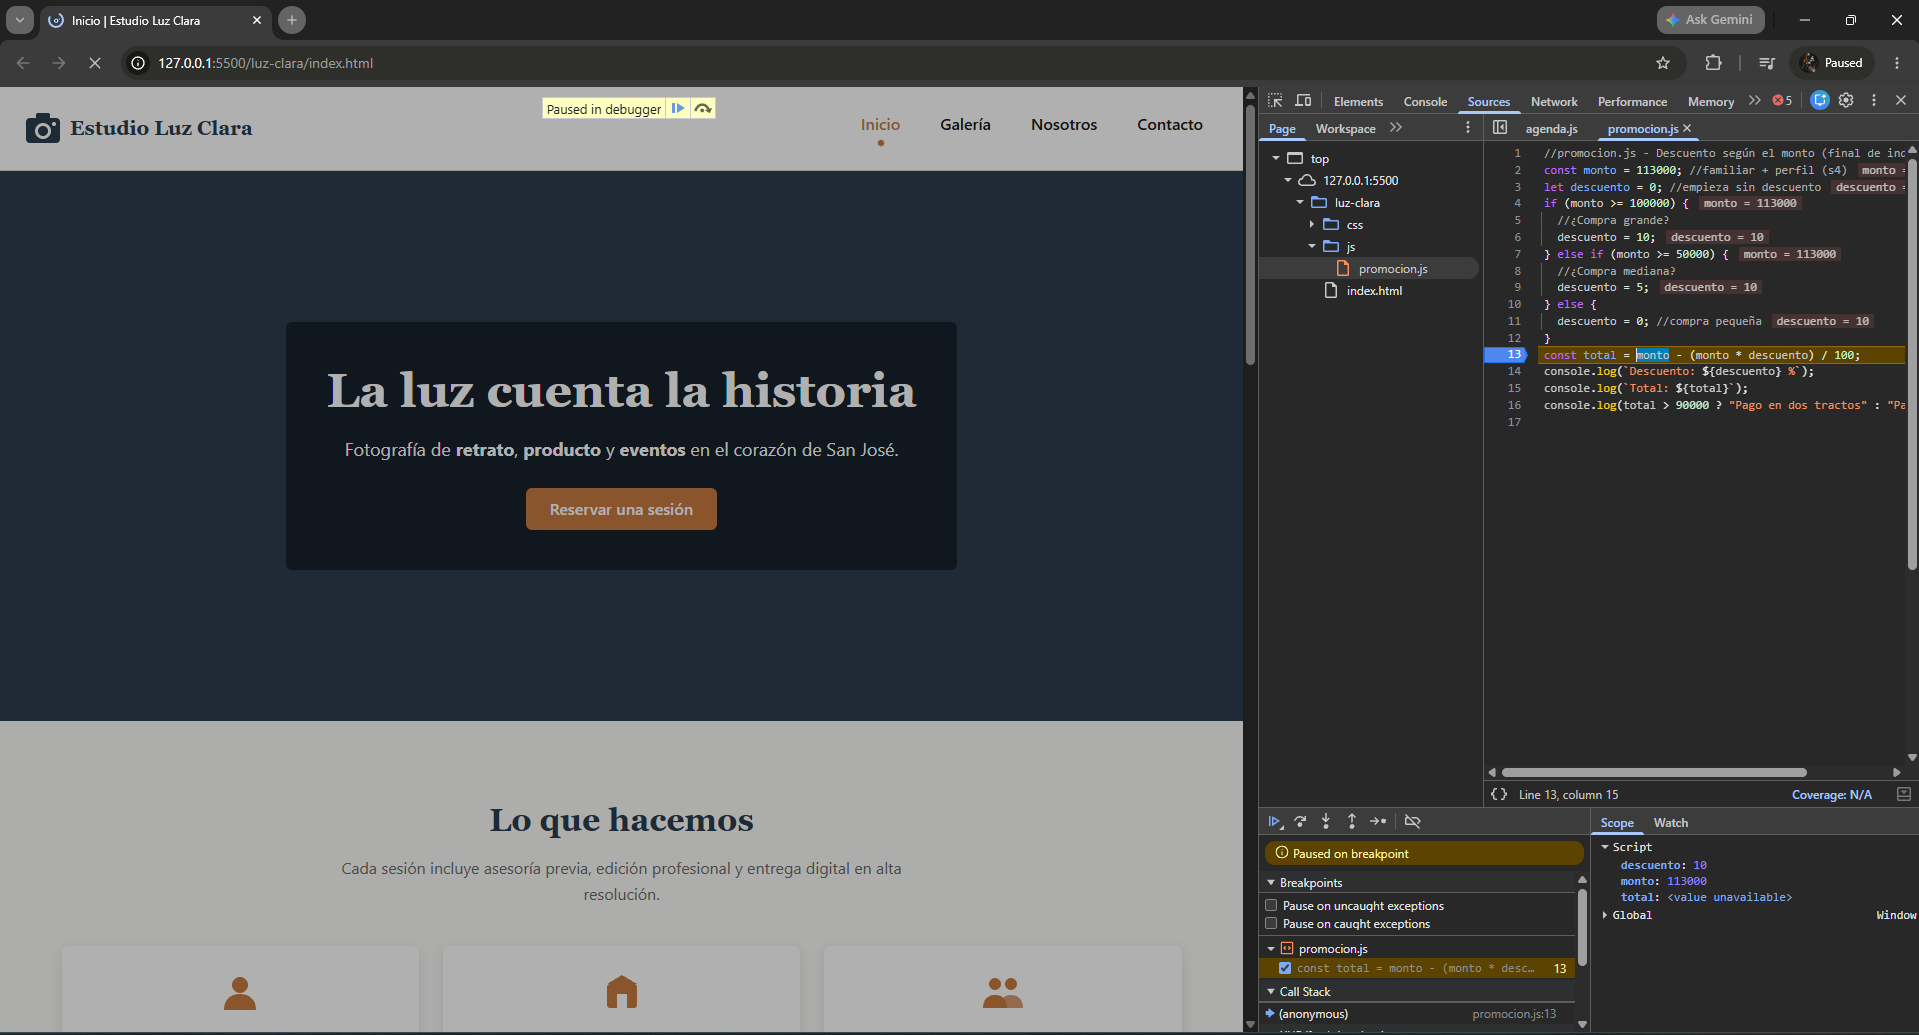 Inicio | Estudio Luz Clara
Ask Gemini
127.0.0.1:5500/luz-clara/index.html
Paused
Paused in debugger
Estudio Luz Clara
Inicio
Galería
Nosotros
Contacto
La luz cuenta la historia
Fotografía de retrato, producto y eventos en el corazón de San José.
Reservar una sesión
Lo que hacemos
Cada sesión incluye asesoría previa, edición profesional y entrega digital en alta
resolución.
Elements Console Sources Network Performance Memory 5
Page Workspace
top
127.0.0.1:5500
luz-clara
css
js
promocion.js
index.html
agenda.js promocion.js
1 //promocion.js - Descuento según el monto (final de inc
2 const monto = 113000; //familiar + perfil (s4) monto =
3 let descuento = 0; //empieza sin descuento descuento =
4 if (monto >= 100000) { monto = 113000
5 //¿Compra grande?
6 descuento = 10; descuento = 10
7 } else if (monto >= 50000) { monto = 113000
8 //¿Compra mediana?
9 descuento = 5; descuento = 10
10 } else {
11 descuento = 0; //compra pequeña descuento = 10
12 }
13 const total = monto - (monto * descuento) / 100;
14 console.log(`Descuento: ${descuento} %`);
15 console.log(`Total: ${total}`);
16 console.log(total > 90000 ? "Pago en dos tractos" : "Pa
17
{} Line 13, column 15
Coverage: N/A
Paused on breakpoint
Breakpoints
Pause on uncaught exceptions
Pause on caught exceptions
promocion.js
const total = monto - (monto * desc… 13
Call Stack
(anonymous) promocion.js:13
Scope Watch
Script
descuento: 10
monto: 113000
total: <value unavailable>
Global Window